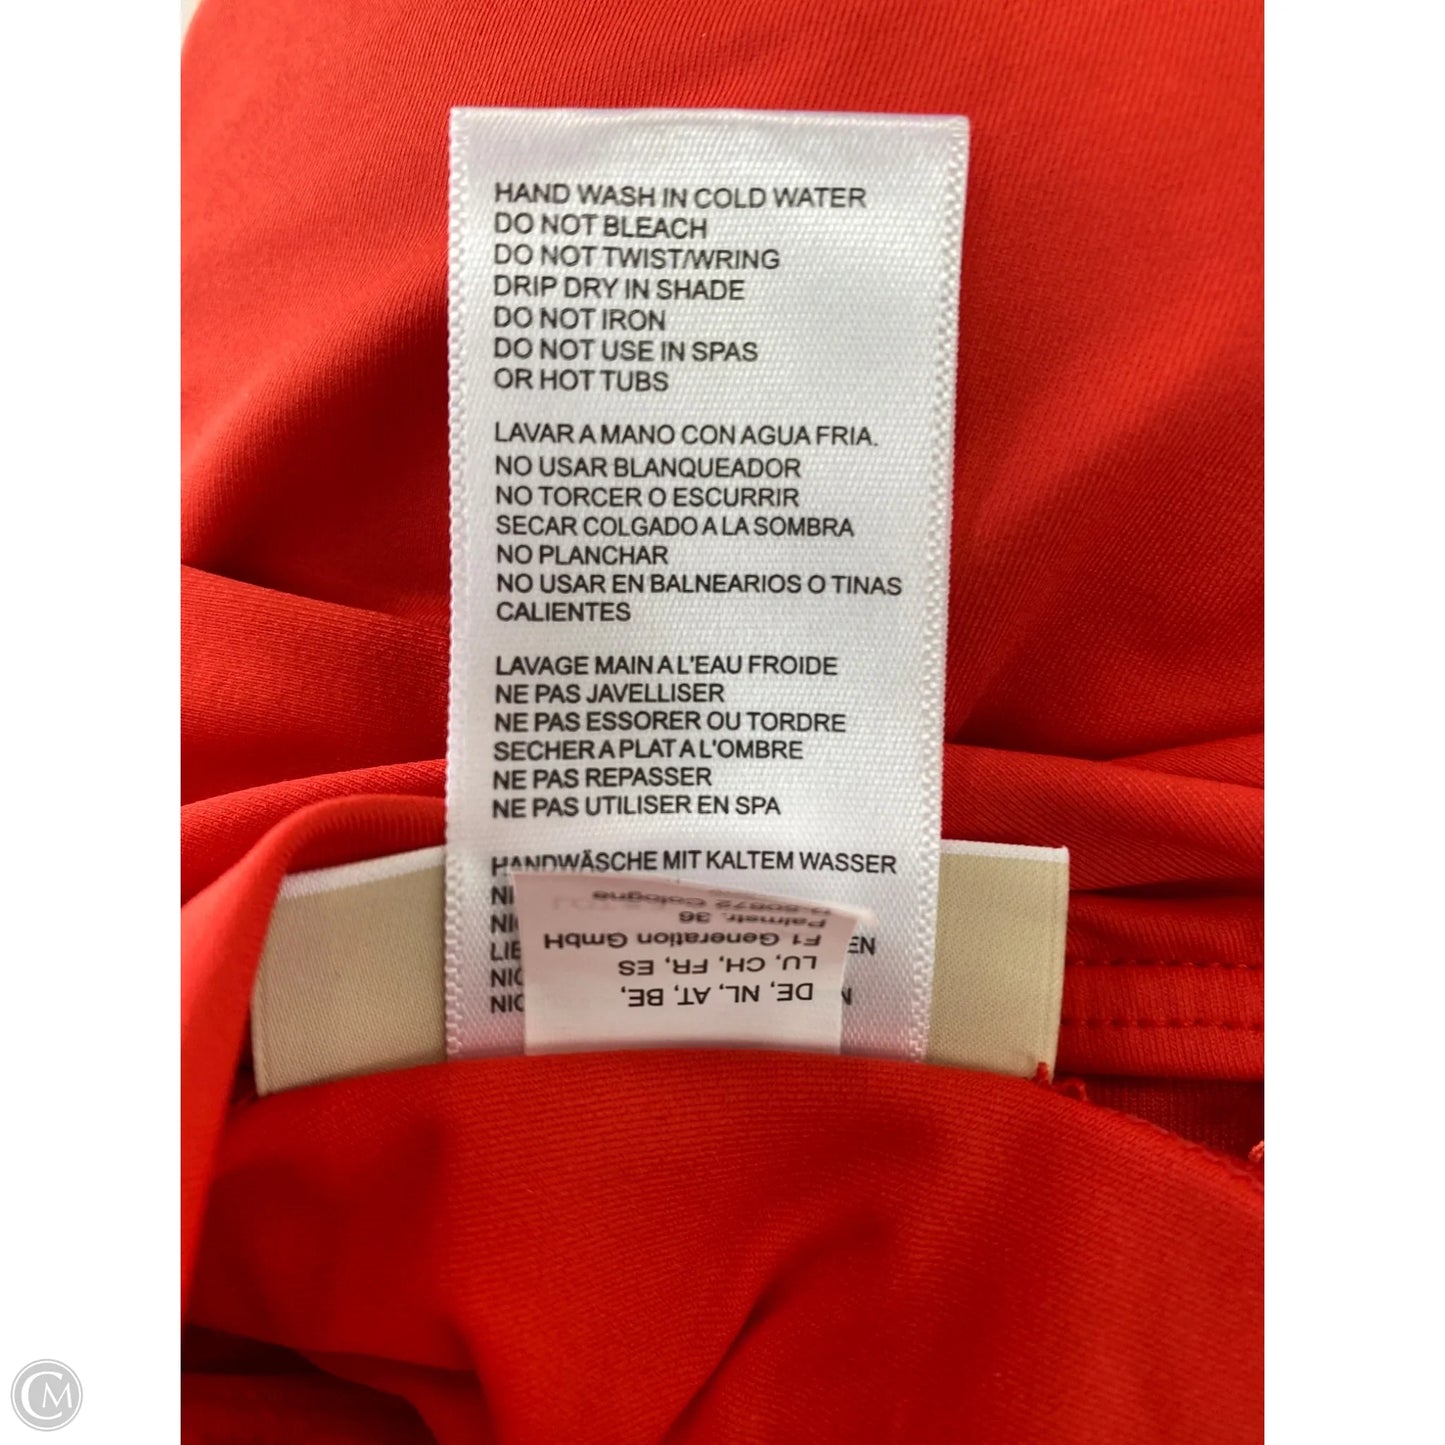 HAND WASH IN COLD WATER
DO NOT BLEACH
DO NOT TWIST/WRING
DRIP DRY IN SHADE
DO NOT IRON
DO NOT USE IN SPAS
OR HOT TUBS
LAVAR A MANO CON AGUA FRIA.
NO USAR BLANQUEADOR
NO TORCER O ESCURRIR
SECAR COLGADO A LA SOMBRA
NO PLANCHAR
NO USAR EN BALNEARIOS O TINAS
CALIENTES
LAVAGE MAIN A L'EAU FROIDE
NE PAS JAVELLISER
NE PAS ESSORER OU TORDRE
SECHER A PLAT A L'OMBRE
NE PAS REPASSER
NE PAS UTILISER EN SPA
HANDWÄSCHE MIT KALTEM WASSER
DE, NL, AT, BE,
LU, CH, FR, ES
F1 Generation GmbH
Palmstr. 36
Cologne
CM